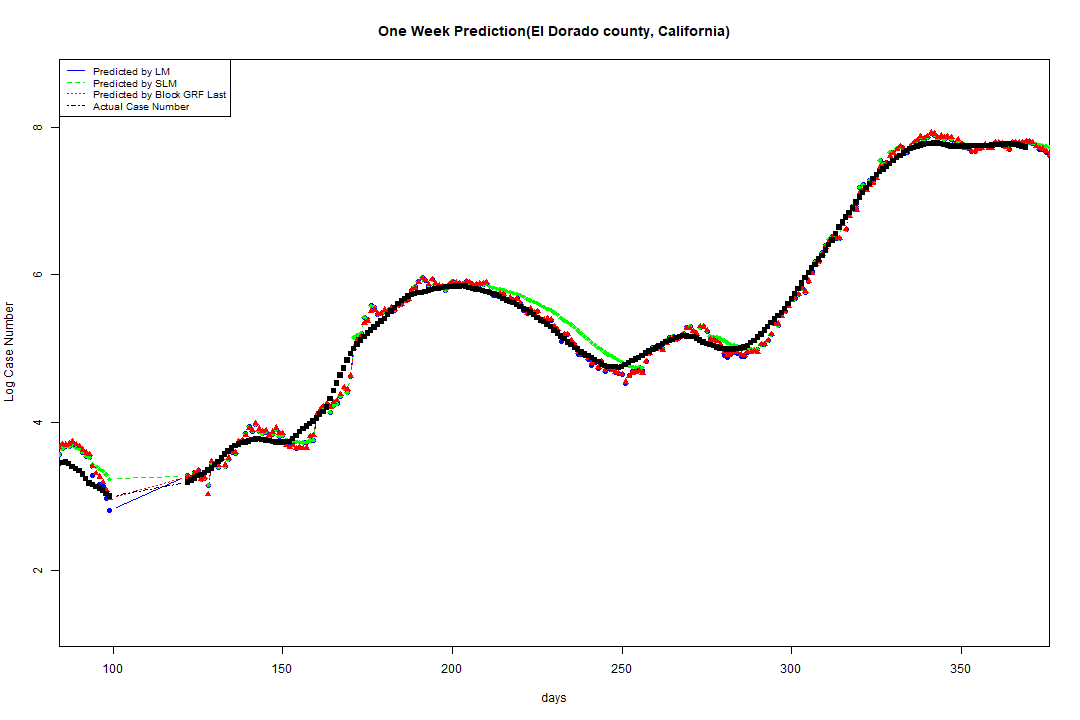 One Week Prediction(El Dorado county, California)
Predicted by LM
Predicted by SLM
Predicted by Block GRF Last
Actual Case Number
8
6
4
2
Log Case Number
100 150 200 250 300 350
days